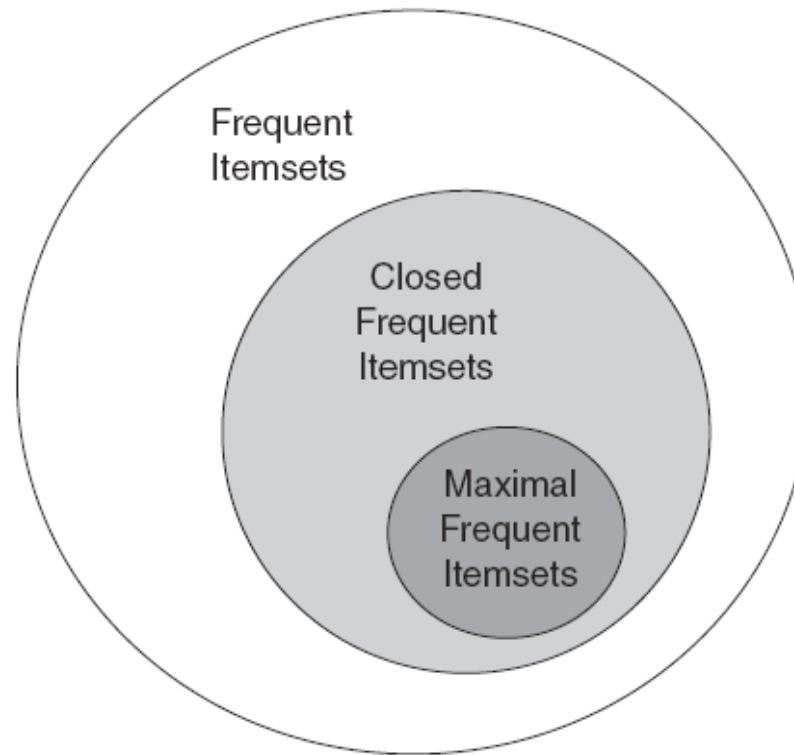 Frequent
Itemsets
Closed
Frequent
Itemsets
Maximal
Frequent
Itemsets